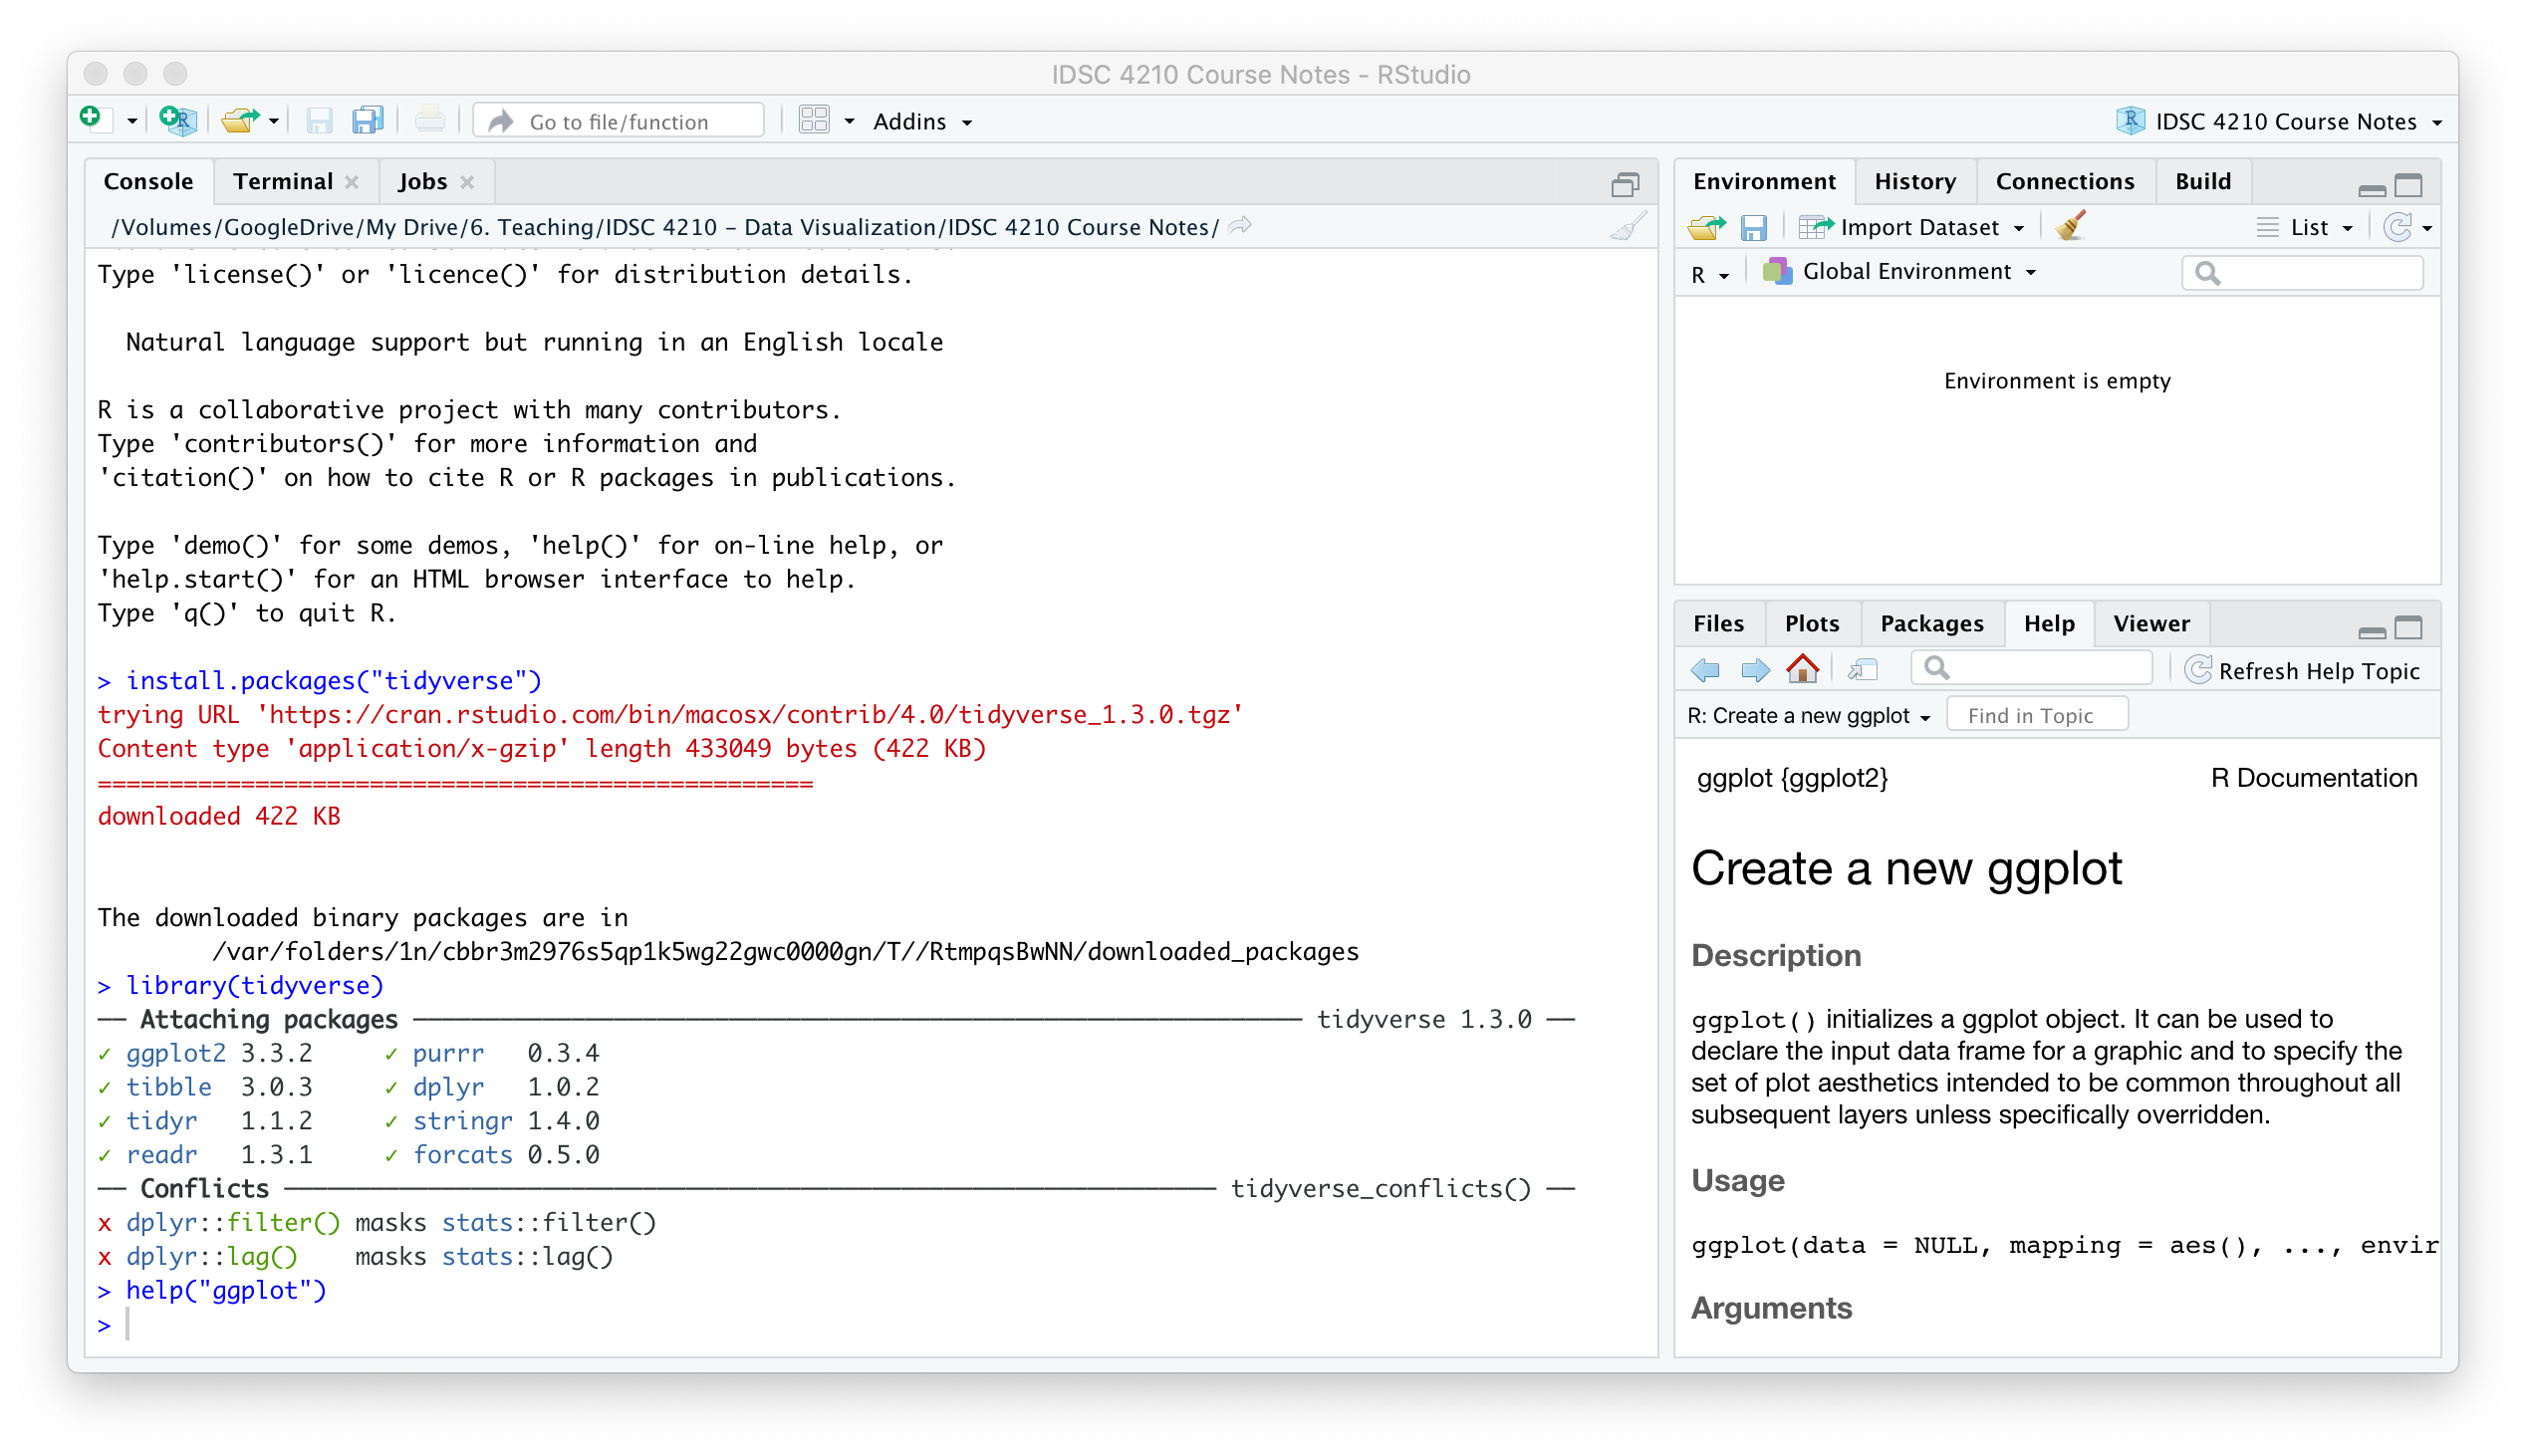 IDSC 4210 Course Notes - RStudio
Go to file/function
Addins
IDSC 4210 Course Notes
Console Terminal Jobs
/Volumes/GoogleDrive/My Drive/6. Teaching/IDSC 4210 – Data Visualization/IDSC 4210 Course Notes/
Type 'license()' or 'licence()' for distribution details.
Natural language support but running in an English locale
R is a collaborative project with many contributors.
Type 'contributors()' for more information and
'citation()' on how to cite R or R packages in publications.
Type 'demo()' for some demos, 'help()' for on-line help, or
'help.start()' for an HTML browser interface to help.
Type 'q()' to quit R.
> install.packages("tidyverse")
trying URL 'https://cran.rstudio.com/bin/macosx/contrib/4.0/tidyverse_1.3.0.tgz'
Content type 'application/x-gzip' length 433049 bytes (422 KB)
==================================================
downloaded 422 KB
The downloaded binary packages are in
/var/folders/1n/cbbr3m2976s5qp1k5wg22gwc0000gn/T//RtmpqsBwNN/downloaded_packages
> library(tidyverse)
── Attaching packages ────────────────────────────── tidyverse 1.3.0 ──
✓ ggplot2 3.3.2 ✓ purrr 0.3.4
✓ tibble 3.0.3 ✓ dplyr 1.0.2
✓ tidyr 1.1.2 ✓ stringr 1.4.0
✓ readr 1.3.1 ✓ forcats 0.5.0
── Conflicts ────────────────────────────── tidyverse_conflicts() ──
x dplyr::filter() masks stats::filter()
x dplyr::lag() masks stats::lag()
> help("ggplot")
>
Environment History Connections Build
Import Dataset List
R Global Environment
Environment is empty
Files Plots Packages Help Viewer
Refresh Help Topic
R: Create a new ggplot Find in Topic
ggplot {ggplot2} R Documentation
Create a new ggplot
Description
ggplot() initializes a ggplot object. It can be used to
declare the input data frame for a graphic and to specify the
set of plot aesthetics intended to be common throughout all
subsequent layers unless specifically overridden.
Usage
ggplot(data = NULL, mapping = aes(), ..., envir
Arguments